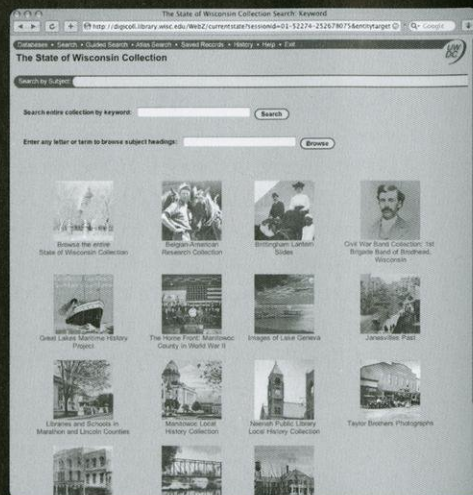 The State of Wisconsin Collection Search: Keyword
http://digicoll.library.wisc.edu/WebZ/currentstate?sessionid=01-52274-252678075&entitytarget
Q- Google
Databases • Search • Guided Search • Atlas Search • Saved Records • History • Help • Exit
The State of Wisconsin Collection
Search by Subject
Search entire collection by keyword:
Search
Enter any letter or term to browse subject headings:
Browse
Browse the entire
State of Wisconsin Collection
Belgian-American
Research Collection
Brittingham Lantern
Slides
Civil War Band Collection: 1st
Brigade Band of Brodhead,
Wisconsin
Great Lakes Maritime History
Project
The Home Front: Manitowoc
County in World War II
Images of Lake Geneva
Janesville's Past
Libraries and Schools in
Marathon and Lincoln Counties
Manitowoc Local
History Collection
Neenah Public Library
Local History Collection
Taylor Brothers Photographs